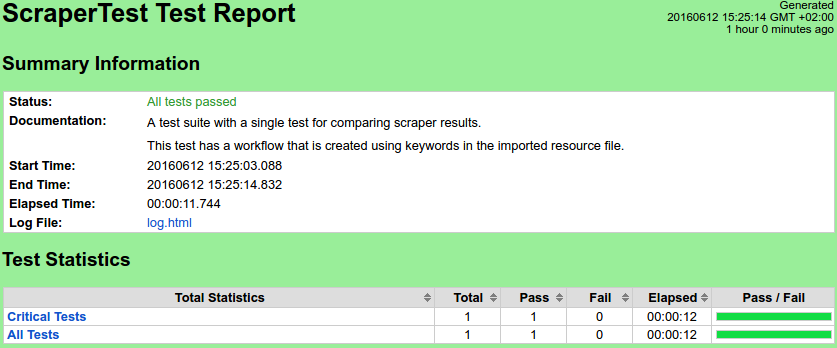 ScraperTest Test Report
Generated
20160612 15:25:14 GMT +02:00
1 hour 0 minutes ago
Summary Information
Status: All tests passed
Documentation: A test suite with a single test for comparing scraper results.
This test has a workflow that is created using keywords in the imported resource file.
Start Time: 20160612 15:25:03.088
End Time: 20160612 15:25:14.832
Elapsed Time: 00:00:11.744
Log File: log.html
Test Statistics
Total Statistics Total Pass Fail Elapsed Pass / Fail
Critical Tests 1 1 0 00:00:12
All Tests 1 1 0 00:00:12